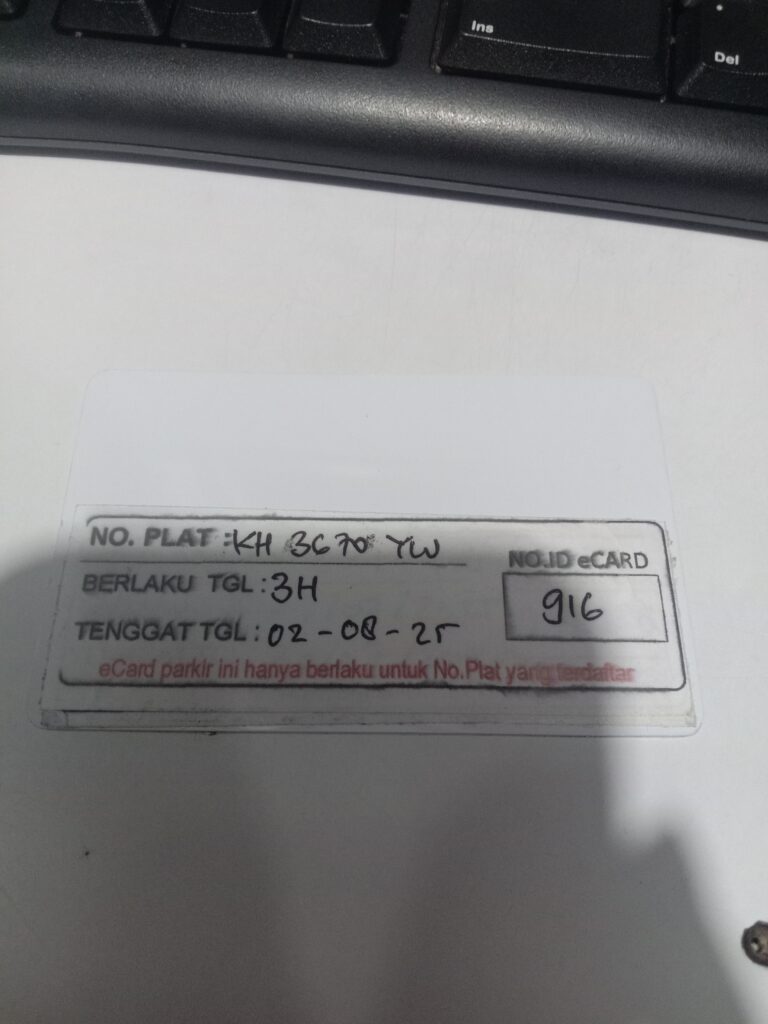 Ins
Del
NO. PLAT : KH 3670 YW
BERLAKU TGL : 3H
TENGGAT TGL : 02-08-25
NO.ID eCARD
916
eCard parkir ini hanya berlaku untuk No.Plat yang terdaftar